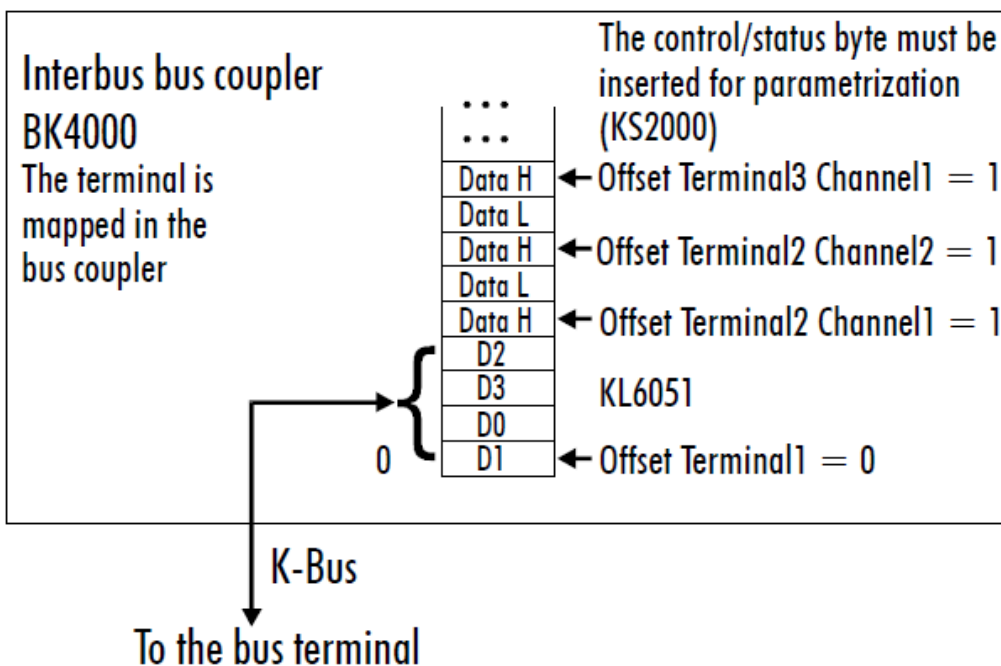 Interbus bus coupler
BK4000
The terminal is
mapped in the
bus coupler
The control/status byte must be
inserted for parametrization
(KS2000)
...
...
Data H
Offset Terminal3 Channel1 = 1
Data L
Data H
Offset Terminal2 Channel2 = 1
Data L
Data H
Offset Terminal2 Channel1 = 1
D2
D3
KL6051
D0
0
D1
Offset Terminal1 = 0
K-Bus
To the bus terminal